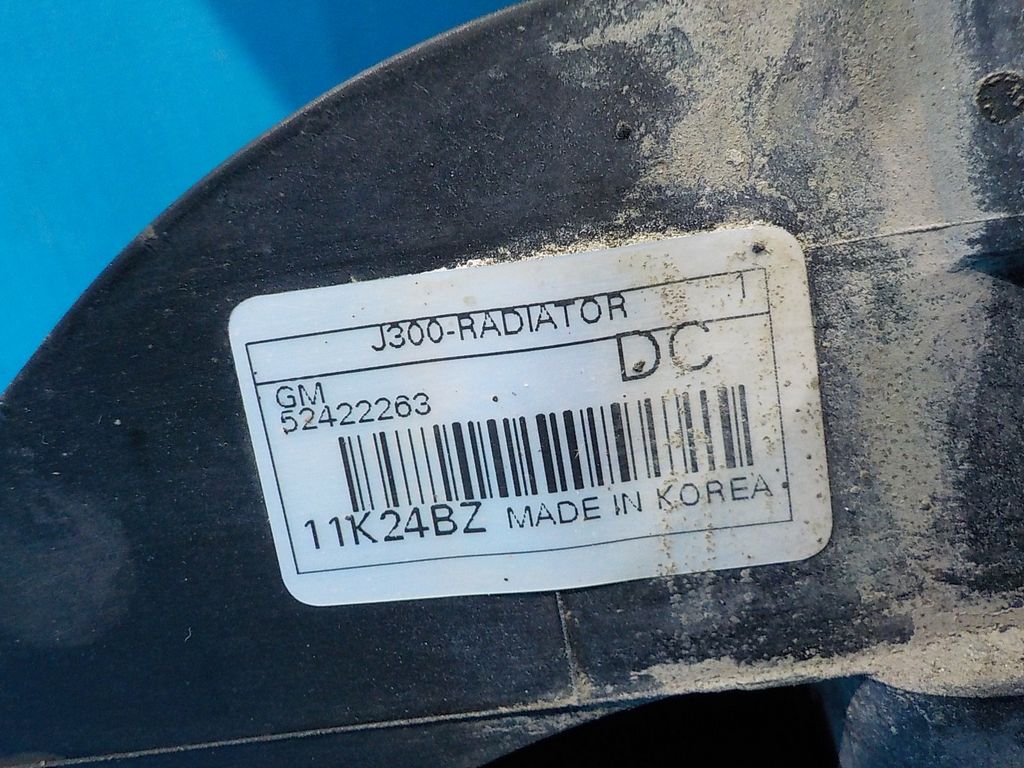 1
J300-RADIATOR
DC
GM
52422263
11K24BZ MADE IN KOREA